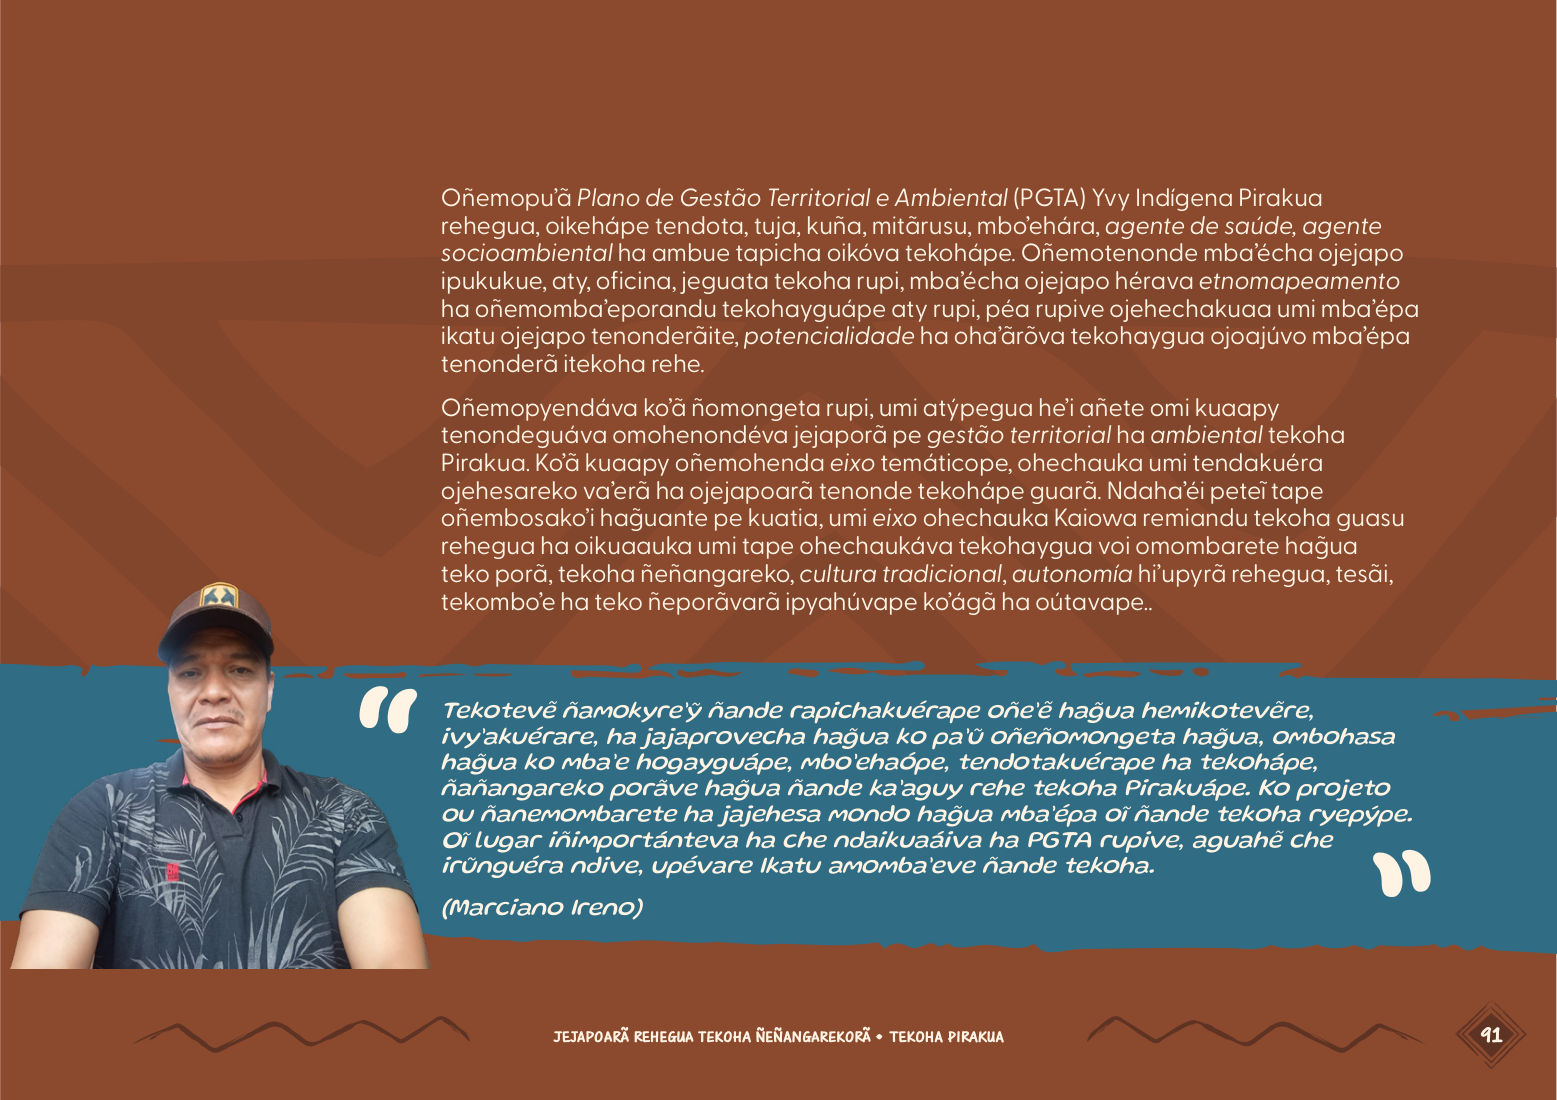 Oñemopu’ã Plano de Gestão Territorial e Ambiental (PGTA) Yvy Indígena Pirakua
rehegua, oikehápe tendota, tuja, kuña, mitãrusu, mbo’ehára, agente de saúde, agente
socioambiental ha ambue tapicha oikóva tekohápe. Oñemotenonde mba’écha ojejapo
ipukukue, aty, oficina, jeguata tekoha rupi, mba’écha ojejapo hérava etnomapeamento
ha oñemomba’eporandu tekohayguápe aty rupi, péa rupive ojehechakuaa umi mba’épa
ikatu ojejapo tenonderãite, potencialidade ha oha’ãrõva tekohaygua ojoajúvo mba’épa
tenonderã itekoha rehe.
Oñemopyendáva ko’ã ñomongeta rupi, umi atýpegua he’i añete omi kuaapy
tenondeguáva omohenondéva jejaporã pe gestão territorial ha ambiental tekoha
Pirakua. Ko’ã kuaapy oñemohenda eixo temáticope, ohechauka umi tendakuéra
ojehesareko va’erã ha ojejapoarã tenonde tekohápe guarã. Ndaha’éi peteĩ tape
oñembosako’i hag̃uante pe kuatia, umi eixo ohechauka Kaiowa remiandu tekoha guasu
rehegua ha oikuaauka umi tape ohechaukáva tekohaygua voi omombarete hag̃ua
teko porã, tekoha ñeñangareko, cultura tradicional, autonomía hi’upyrã rehegua, tesãi,
tekombo’e ha teko ñeporãvarã ipyahúvape ko’ágã ha oútavape..
“
Tekotevẽ ñamokyre'ỹ ñande rapichakuérape oñe'ẽ hag̃ua hemikotevẽre,
ivy'akuérare, ha jajaprovecha hag̃ua ko pa'ũ oñeñomongeta hag̃ua, ombohasa
hag̃ua ko mba'e hogayguápe, mbo'ehaópe, tendotakuérape ha tekohápe,
ñañangareko porãve hag̃ua ñande ka'aguy rehe tekoha Pirakuápe. Ko projeto
ou ñanemombarete ha jajehesa mondo hag̃ua mba'épa oĩ ñande tekoha ryepýpe.
Oĩ lugar iñimportánteva ha che ndaikuaáiva ha PGTA rupive, aguahẽ che
irũnguéra ndive, upévare Ikatu amomba'eve ñande tekoha.
”
(Marciano Ireno)
JEJAPOARÃ REHEGUA TEKOHA ÑEÑANGAREKORÃ • TEKOHA PIRAKUA
91